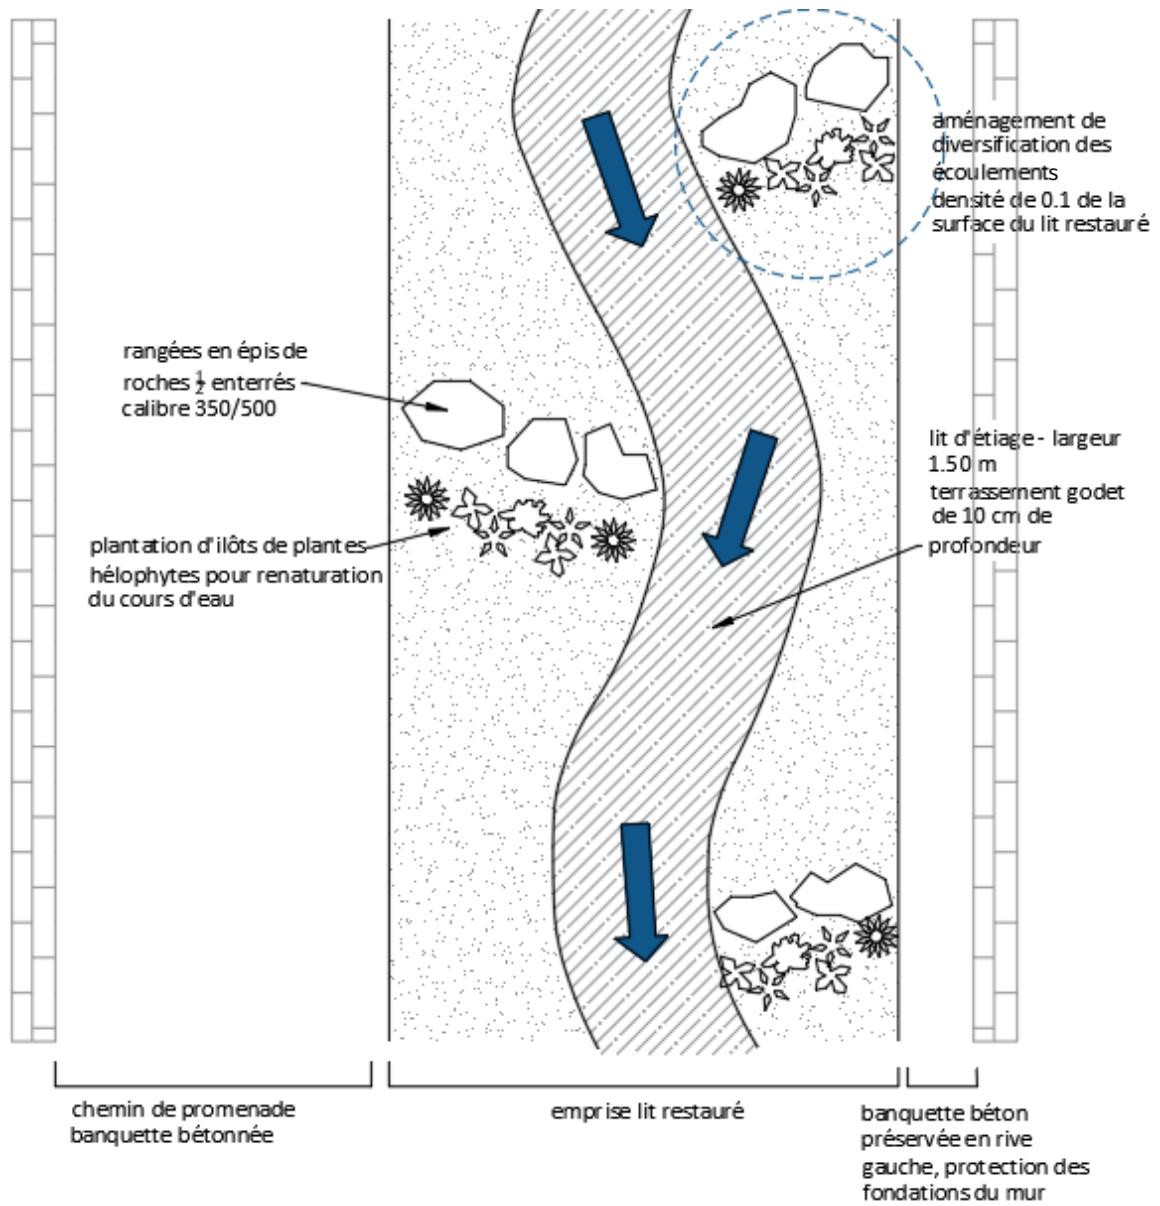 aménagement de
diversification des
écoulements
densité de 0.1 de la
surface du lit restauré
rangées en épis de
roches ½ enterrés
calibre 350/500
lit d'étiage - largeur
1.50 m
terrassement godet
de 10 cm de
profondeur
plantation d'ilôts de plantes
hélophytes pour renaturation
du cours d'eau
chemin de promenade
banquette bétonnée
emprise lit restauré
banquette béton
préservée en rive
gauche, protection des
fondations du mur